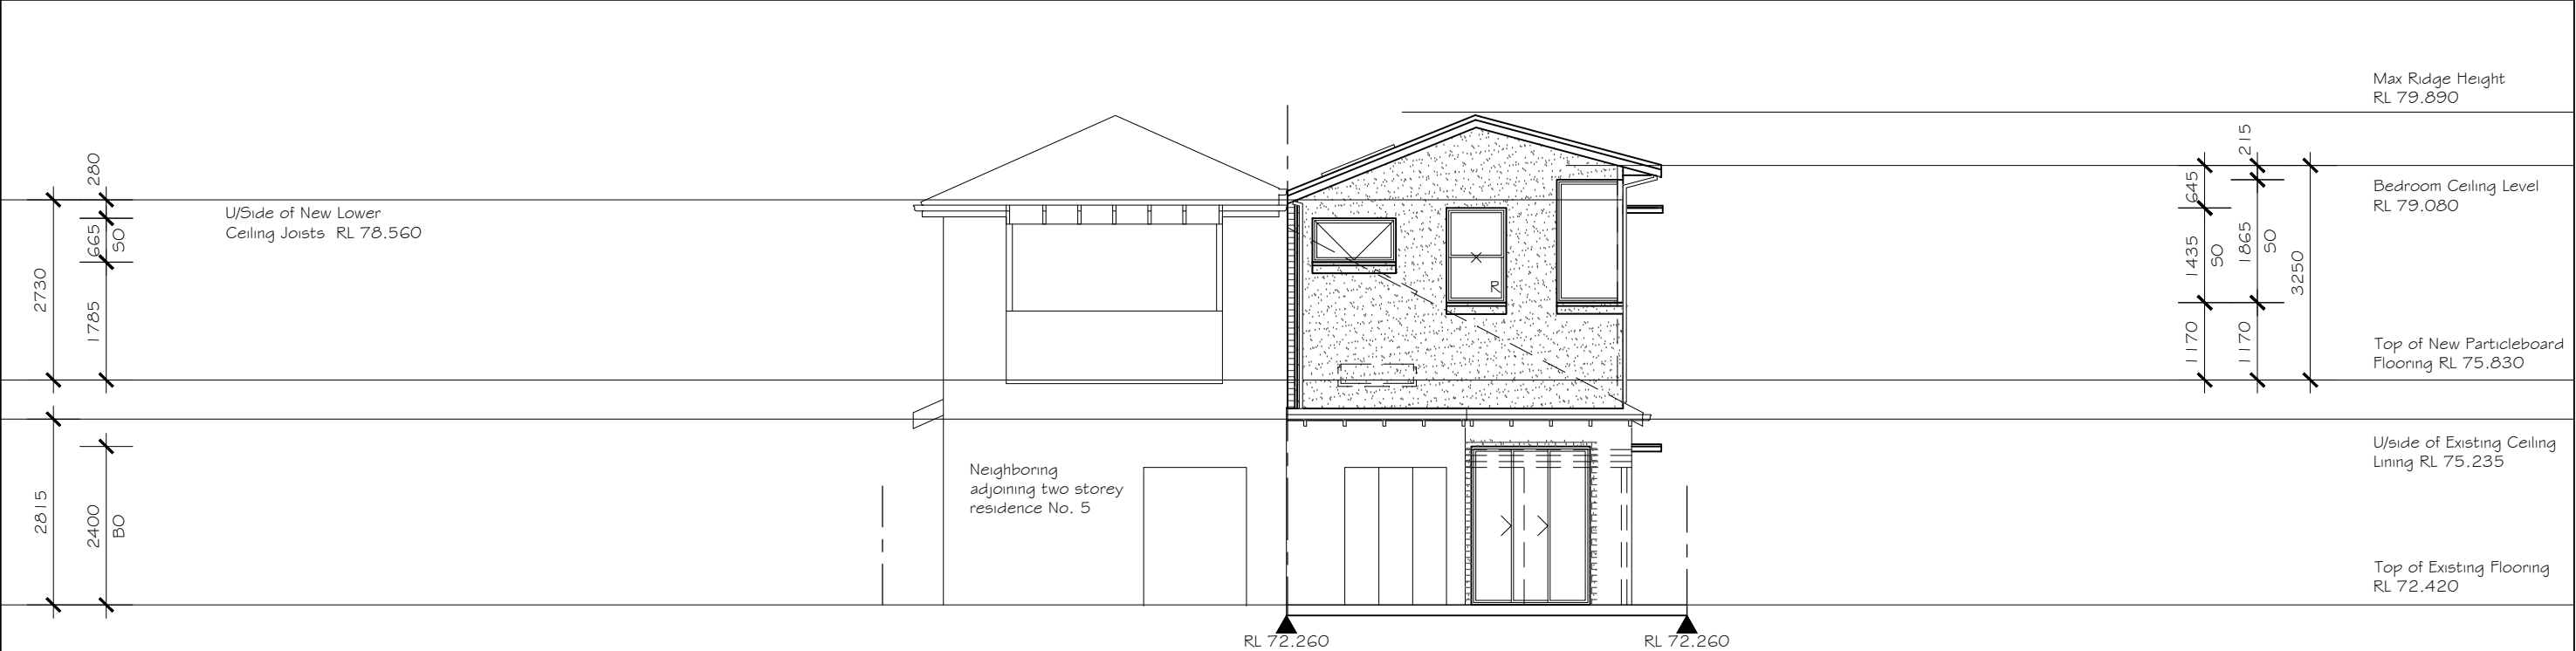 Max Ridge Height
RL 79.890
280
215
U/Side of New Lower
Ceiling Joists RL 78.560
Bedroom Ceiling Level
RL 79.080
645
665
SO
1435
SO
1865
SO
3250
2730
1785
R
1170
1170
Top of New Particleboard
Flooring RL 75.830
U/side of Existing Ceiling
Lining RL 75.235
Neighboring
adjoining two storey
residence No. 5
2815
2400
BO
Top of Existing Flooring
RL 72.420
RL 72.260
RL 72.260